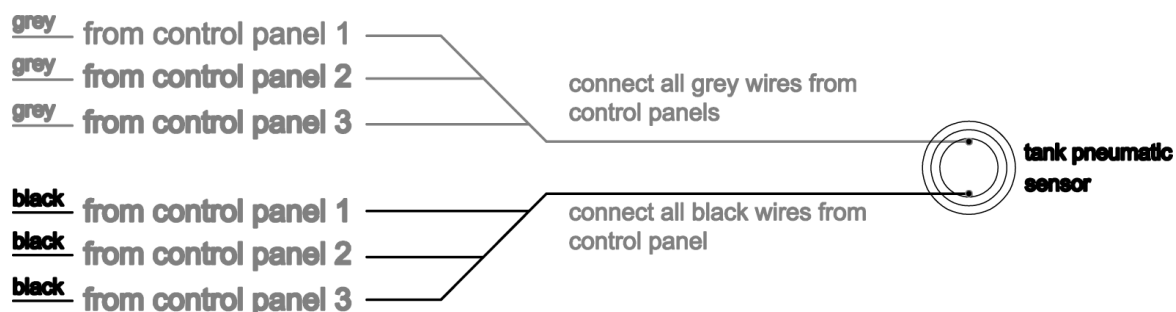 grey from control panel 1
grey from control panel 2
grey from control panel 3
connect all grey wires from
control panels
tank pneumatic
sensor
black from control panel 1
black from control panel 2
black from control panel 3
connect all black wires from
control panel